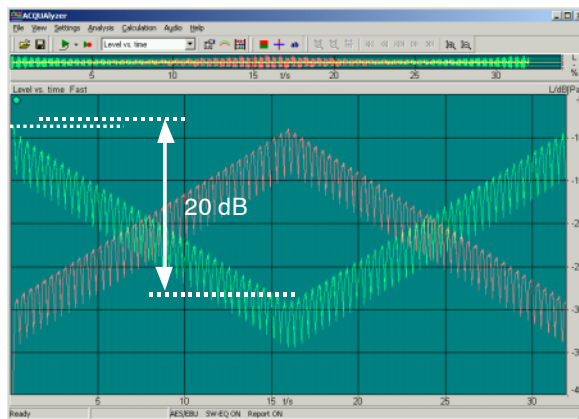 ACQUAlyzer
File View Settings Analysis Calculation Audio Help
Level vs. time
5 10 15 t/s 20 25 30 L - %
Level vs. time Fast L/dB[Pa
20 dB
5 10 15 t/s 20 25 30
Ready AES/EBU SW-EQ ON Report ON